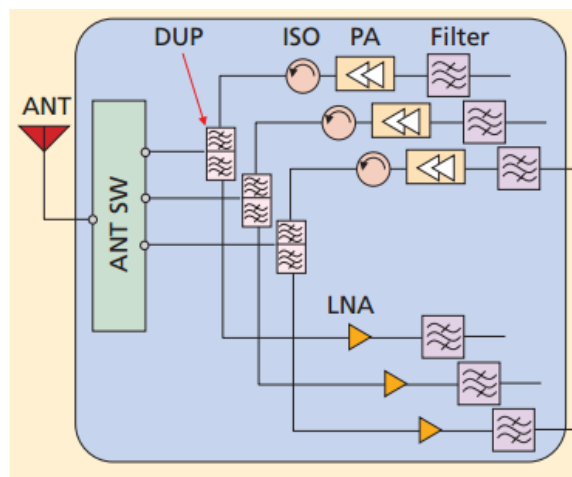 DUP
ISO
PA
Filter
ANT
ANT SW
LNA